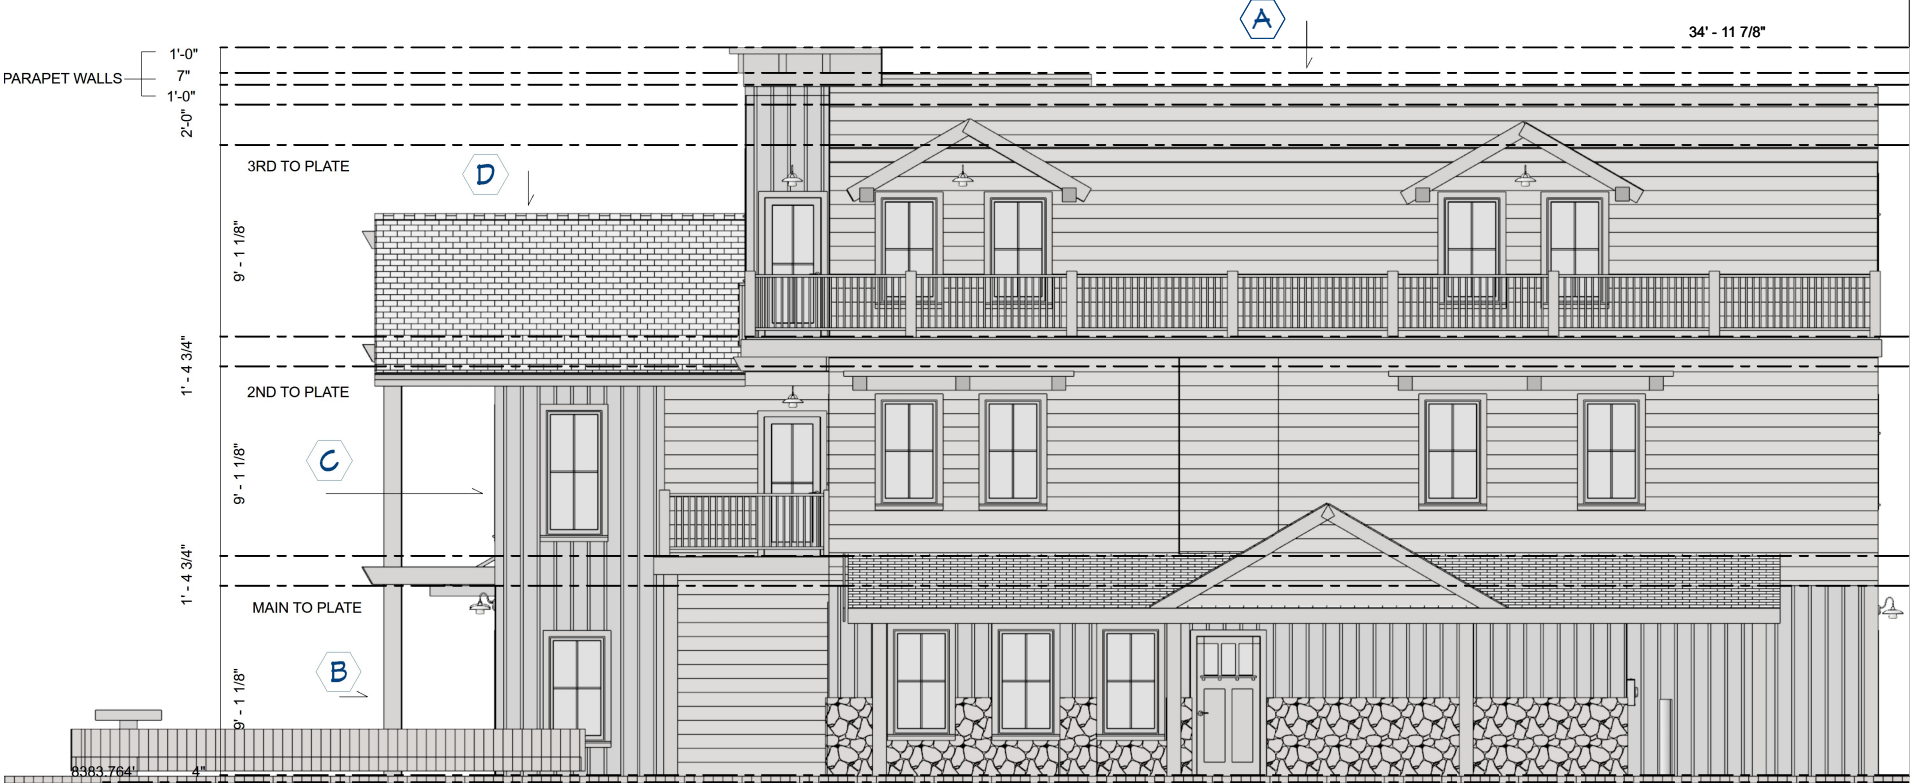 A
34' - 11 7/8"
1'-0"
PARAPET WALLS
7"
1'-0"
2'-0"
3RD TO PLATE
D
9' - 1 1/8"
1' - 4 3/4"
2ND TO PLATE
C
9' - 1 1/8"
1' - 4 3/4"
MAIN TO PLATE
B
9' - 1 1/8"
8383.764' 4"